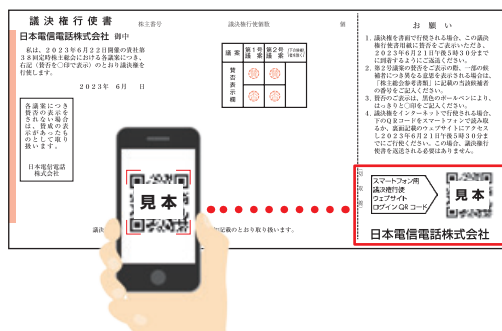 議決権行使書
株主番号
議決権行使個数
個
日本電信電話株式会社 御中
私は、2023年6月22日開催の貴社第
38回定時株主総会における各議案につき、
右記(賛否を〇印で表示)のとおり議決権を
行使します。
2023年 6月 日
議案
第1号議案
第2号議案
賛否表示欄
各議案につき
賛否の表示を
されない場合
は、賛成の表
示があったも
のとして取り
扱います。
日本電信電話
株式会社
見本
お願い
1. 議決権を書面で行使される場合、この議決
権行使書用紙に賛否をご表示いただき、
2023年6月21日午後5時30分まで
に到着するようにご返送ください。
2. 第2号議案の賛否をご表示の際、一部の候
補者につき異なる意思を表示される場合は、
「株主総会参考書類」に記載の当該候補者
の番号をご記入ください。
3. 賛否のご表示は、黒色のボールペンにより、
はっきりと〇印をご記入ください。
4. 議決権をインターネットで行使される場合、
下のQRコードをスマートフォンで読み取
るか、裏面記載のウェブサイトにアクセス
し2023年6月21日午後5時30分ま
でにご行使ください。この場合、議決権行
使書を返送される必要はありません。
スマートフォン用
議決権行使
ウェブサイト
ログインQRコード
見本
日本電信電話株式会社
記載のとおり取り扱います。